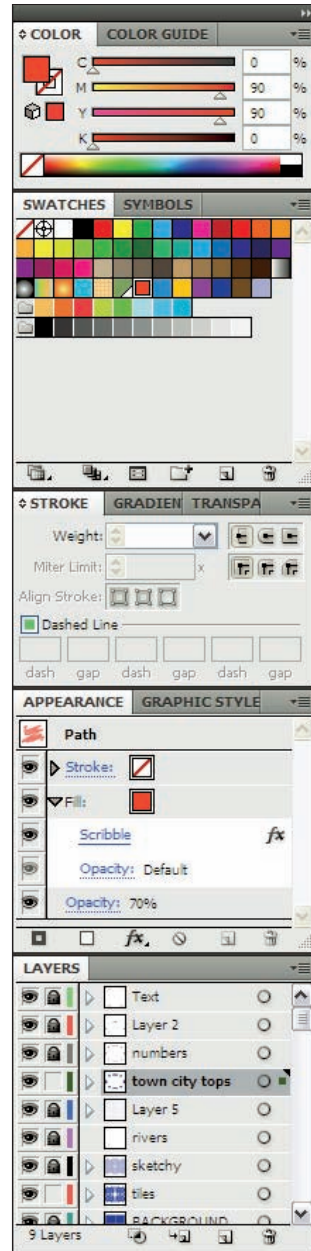 COLOR COLOR GUIDE
C 0 %
M 90 %
Y 90 %
K 0 %
SWATCHES SYMBOLS
STROKE GRADIEN TRANSPA
Weight:
Miter Limit: x
Align Stroke:
Dashed Line
dash gap dash gap dash gap
APPEARANCE GRAPHIC STYLE
Path
Stroke:
Fill:
Scribble fx
Opacity: Default
Opacity: 70%
fx
LAYERS
Text
Layer 2
numbers
town city tops
Layer 5
rivers
sketchy
tiles
BACKGROUND
9 Layers